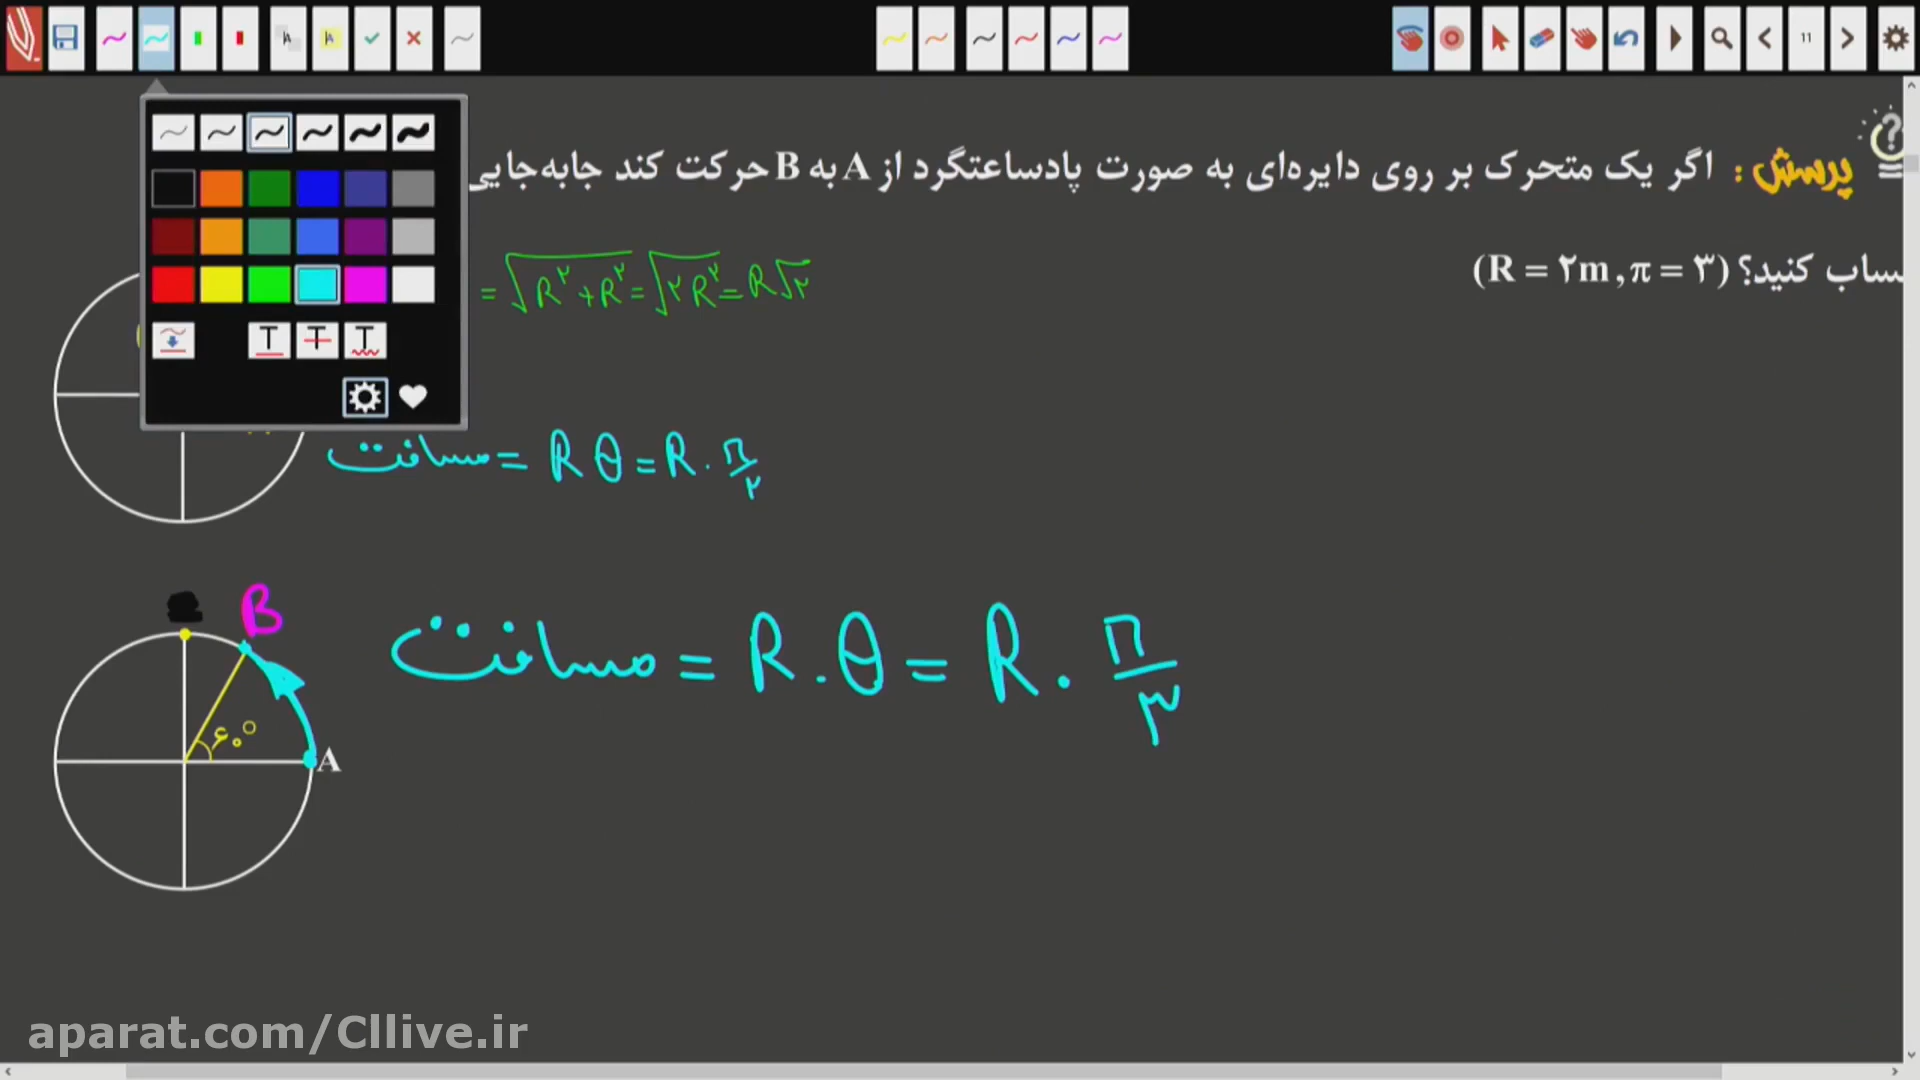 ۱۱
پرسش : اگر یک متحرک بر روی دایره‌ای به صورت پادساعتگرد از A به B حرکت کند جابه‌جایی
ساب کنید؟ (R = ۲m , π = ۳)
= √R² + R² = √۲R² = R√۲
مسافت = Rθ = R . π/۲
B
مسافت = R . θ = R . π/۳
۶۰°
A
aparat.com/Cllive.ir